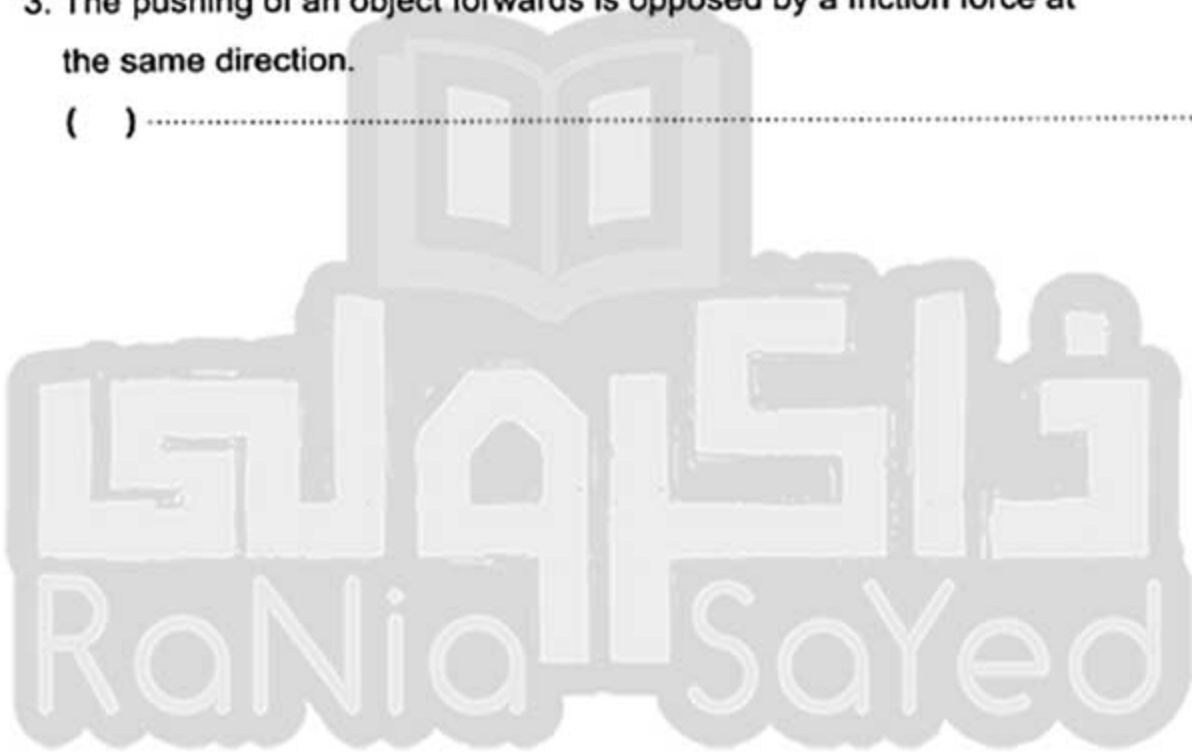 3. The pushing of an object forwards is opposed by a friction force at
the same direction.
( ) ........................................................................
ذاكرولى
RaNia SaYed